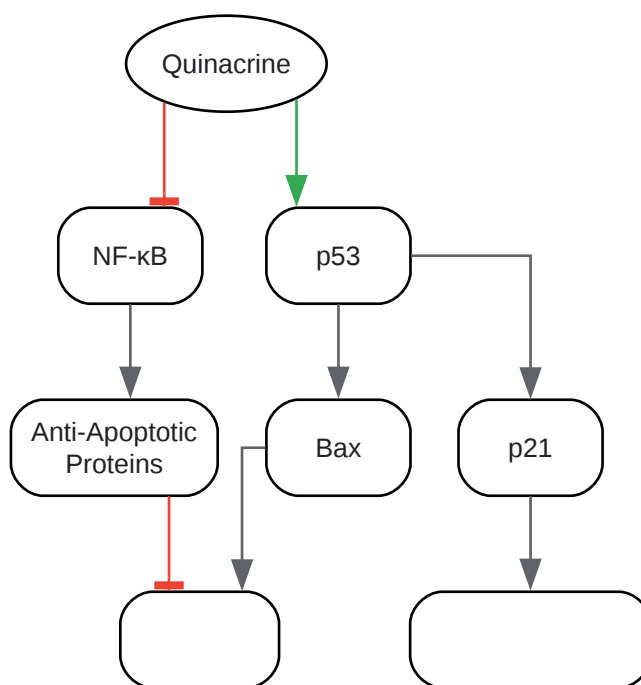 Quinacrine
NF-κB
p53
Anti-Apoptotic
Proteins
Bax
p21